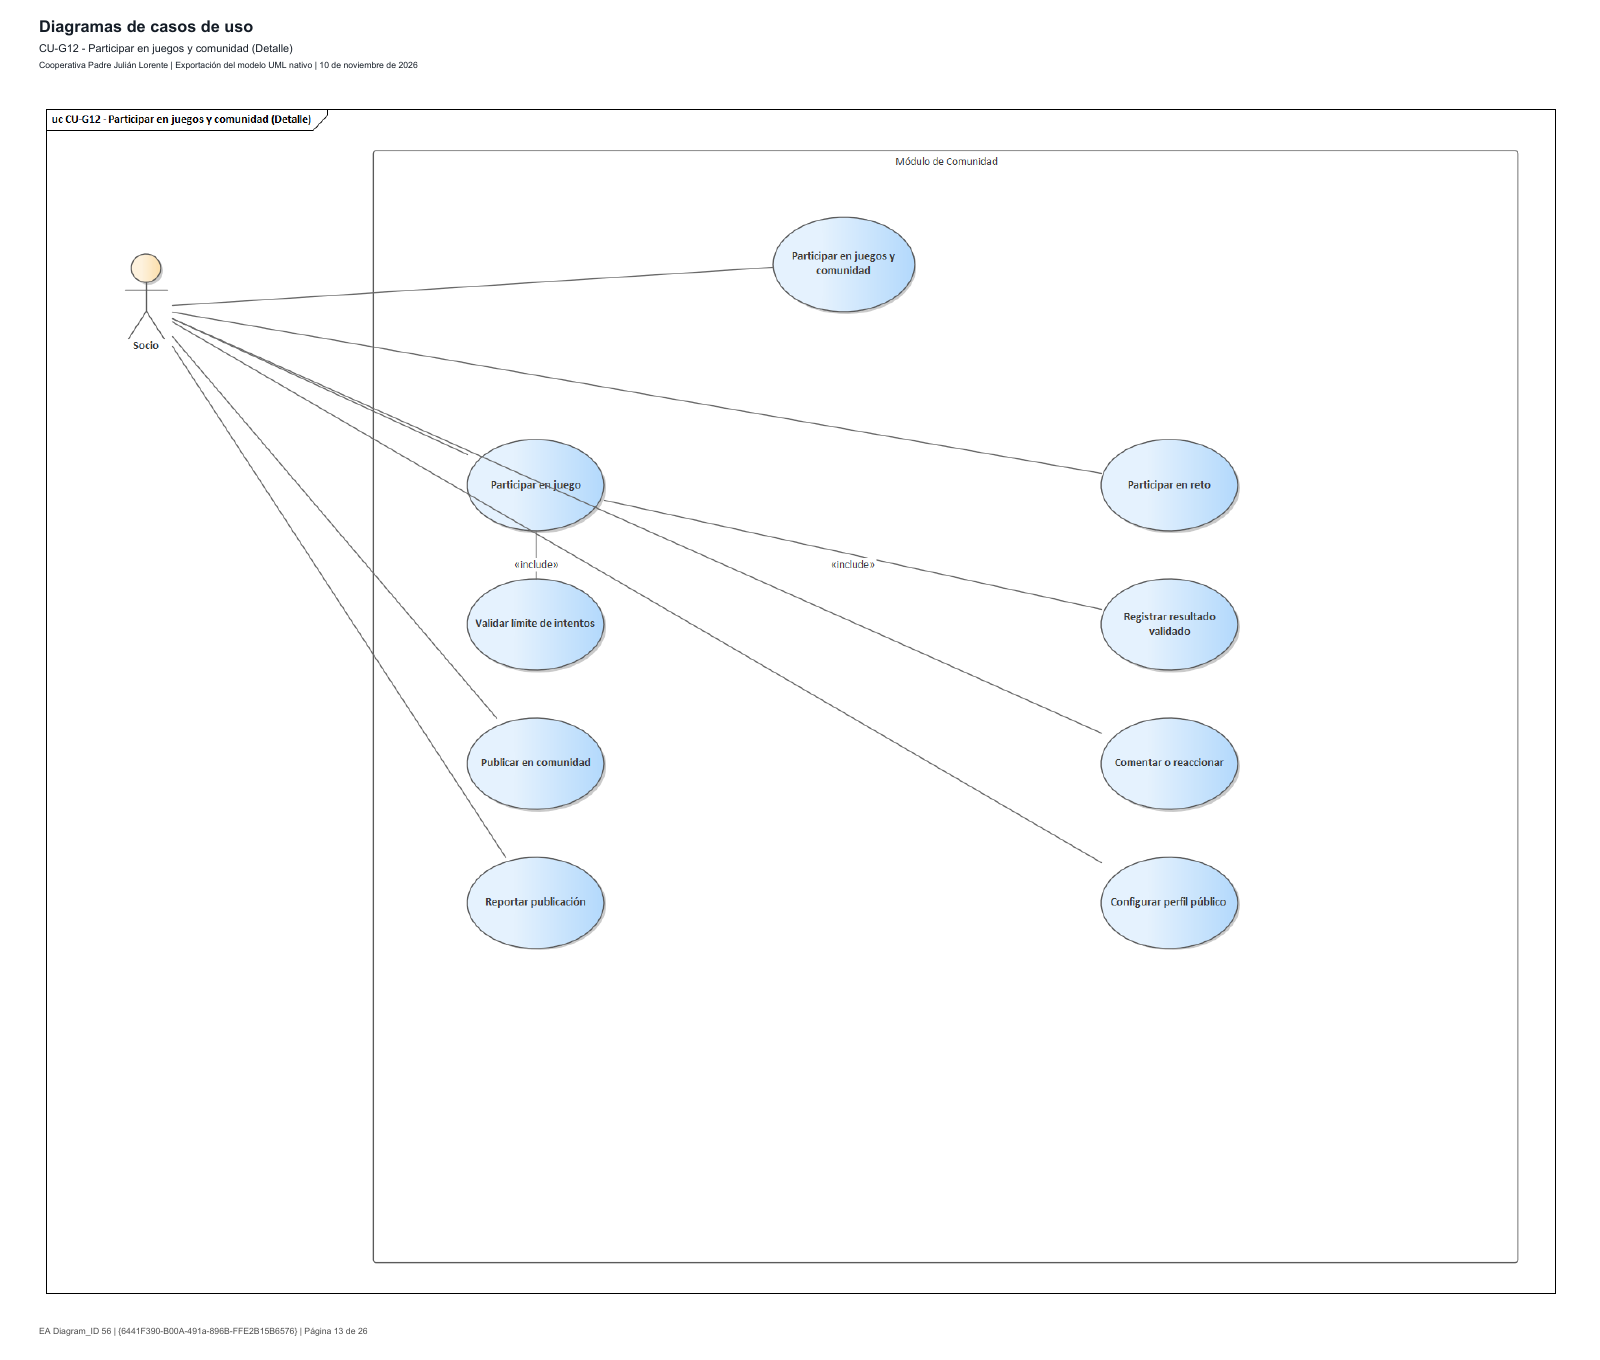 Diagramas de casos de uso
CU-G12 - Participar en juegos y comunidad (Detalle)
Cooperativa Padre Julián Lorente | Exportación del modelo UML nativo | 10 de noviembre de 2026
uc CU-G12 - Participar en juegos y comunidad (Detalle)
Módulo de Comunidad
Participar en juegos y
comunidad
Socio
Participar en juego
Participar en reto
«include»
«include»
Validar límite de intentos
Registrar resultado
validado
Publicar en comunidad
Comentar o reaccionar
Reportar publicación
Configurar perfil público
EA Diagram_ID 56 | {6441F390-B00A-491a-896B-FFE2B15B6576} | Página 13 de 26